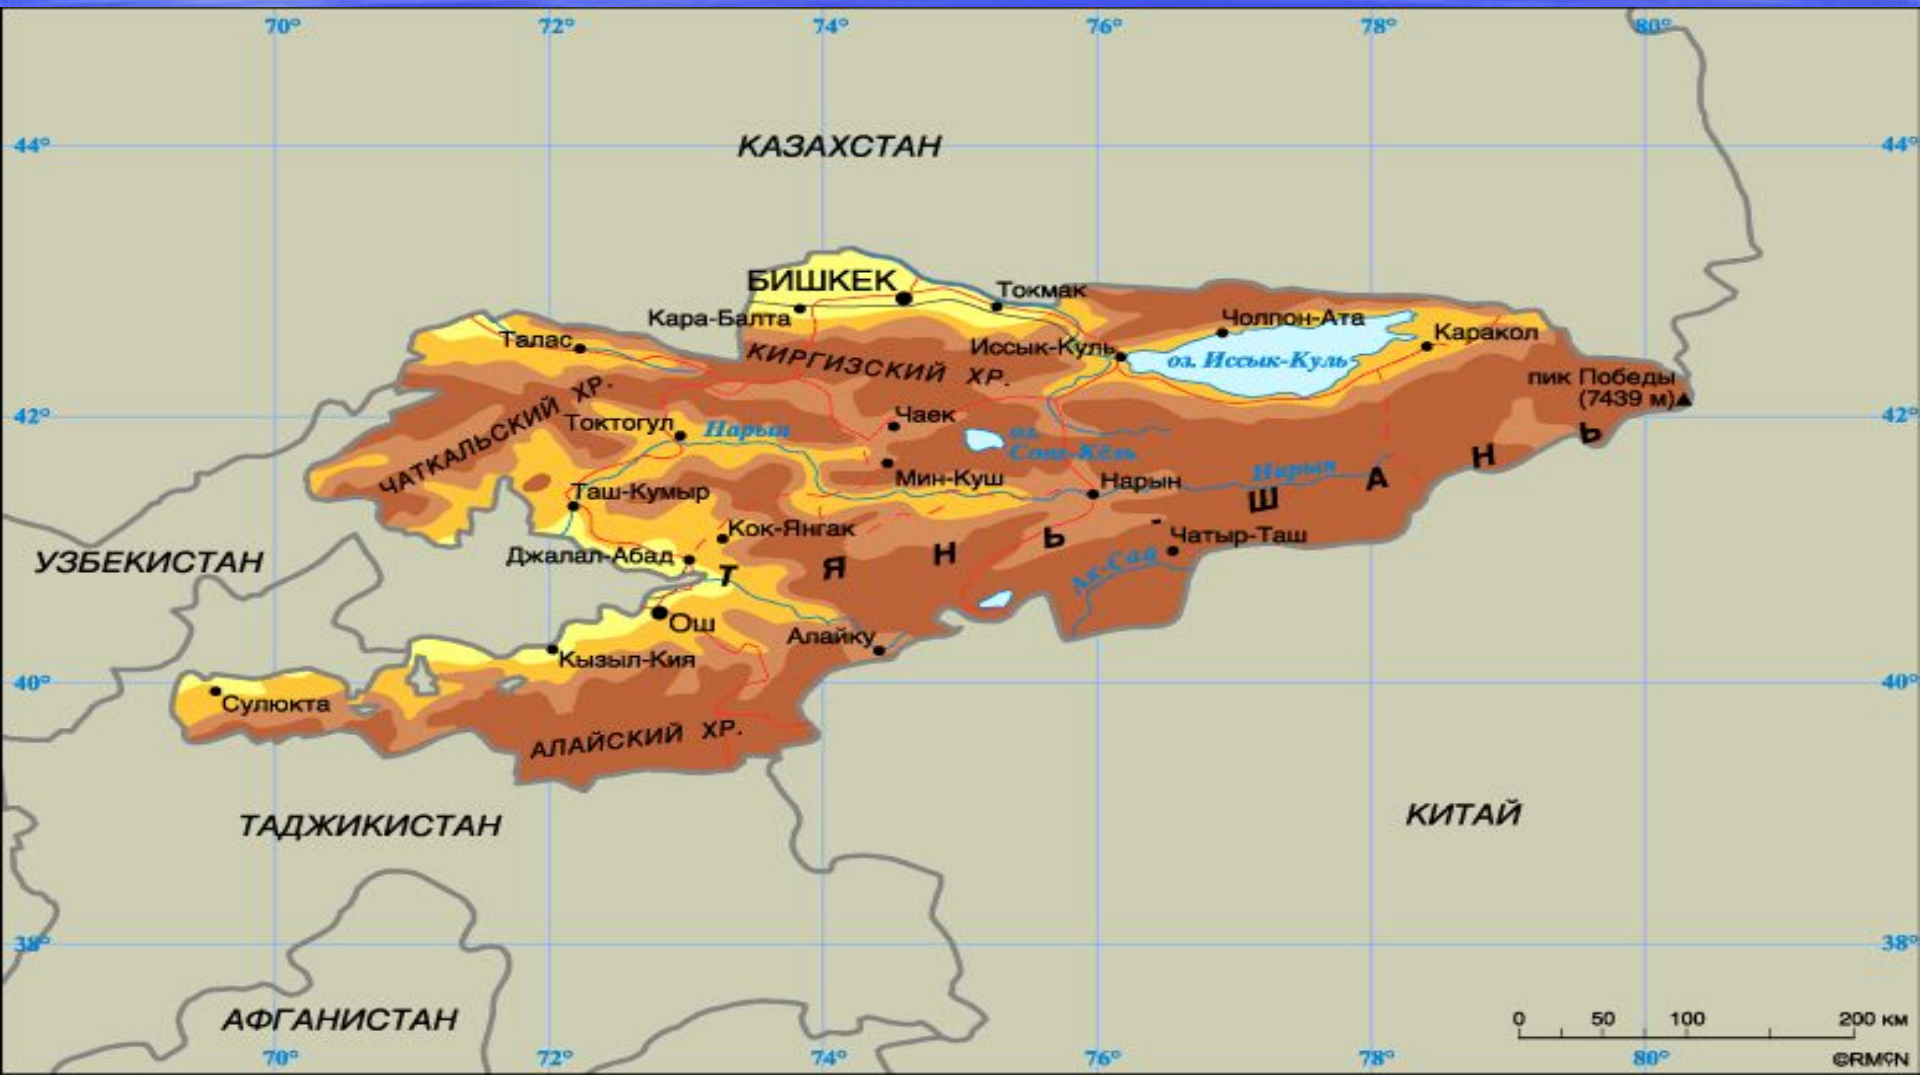 70° 72° 74° 76° 78° 80°
44° КАЗАХСТАН 44°
БИШКЕК
Токмак
Кара-Балта
Чолпон-Ата
Каракол
Талас
Иссык-Куль
КИРГИЗСКИЙ ХР.
оз. Иссык-Куль
пик Победы
(7439 м)
ЧАТКАЛЬСКИЙ ХР.
42° 42°
Чаек
Токтогул
Нарын
оз.
Соне-Кёль
Мин-Куш
Нарын
Нарын
Таш-Кумыр
Кок-Янгак
Чатыр-Таш
Джалал-Абад
Т Я Н Ь - Ш А Н Ь
УЗБЕКИСТАН
Ак-Сай
Ош
Алайку
Кызыл-Кия
40° 40°
Сулюкта
АЛАЙСКИЙ ХР.
ТАДЖИКИСТАН
КИТАЙ
38° 38°
АФГАНИСТАН
0 50 100 200 км
70° 72° 74° 76° 78° 80°